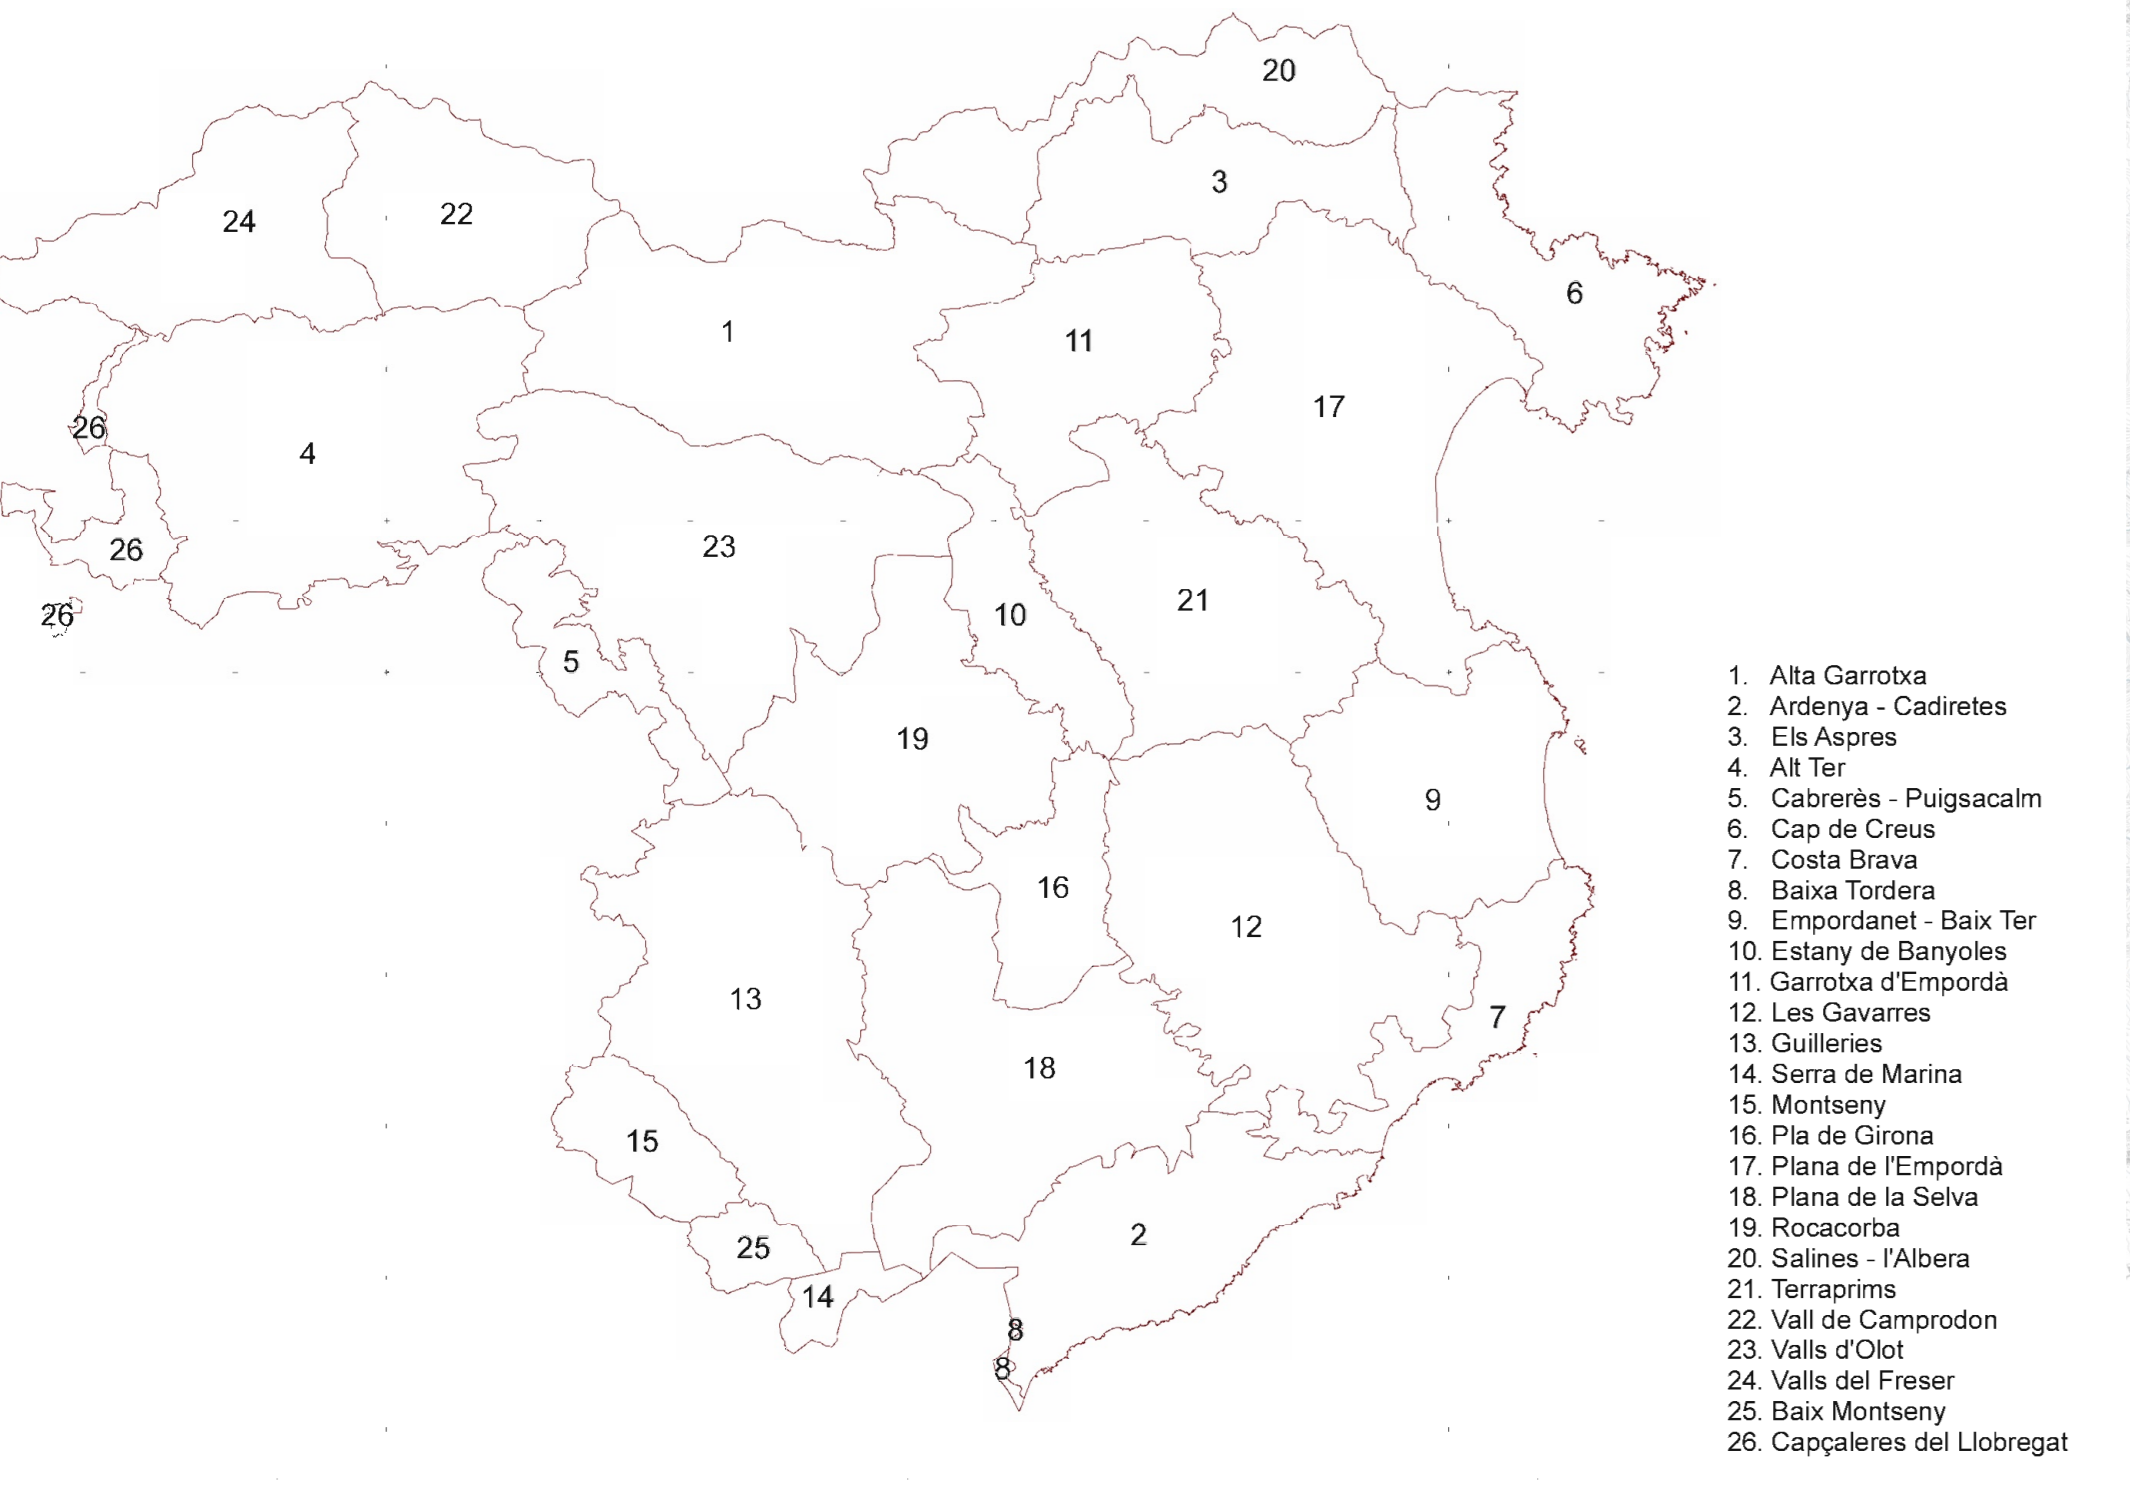 20
3
24
22
6
1
11
17
26
4
23
26
10
21
26
5
19
9
16
12
13
7
18
15
2
25
14
8
8
1. Alta Garrotxa
2. Ardenya - Cadiretes
3. Els Aspres
4. Alt Ter
5. Cabrerès - Puigsacalm
6. Cap de Creus
7. Costa Brava
8. Baixa Tordera
9. Empordanet - Baix Ter
10. Estany de Banyoles
11. Garrotxa d'Empordà
12. Les Gavarres
13. Guilleries
14. Serra de Marina
15. Montseny
16. Pla de Girona
17. Plana de l'Empordà
18. Plana de la Selva
19. Rocacorba
20. Salines - l'Albera
21. Terraprims
22. Vall de Camprodon
23. Valls d'Olot
24. Valls del Freser
25. Baix Montseny
26. Capçaleres del Llobregat